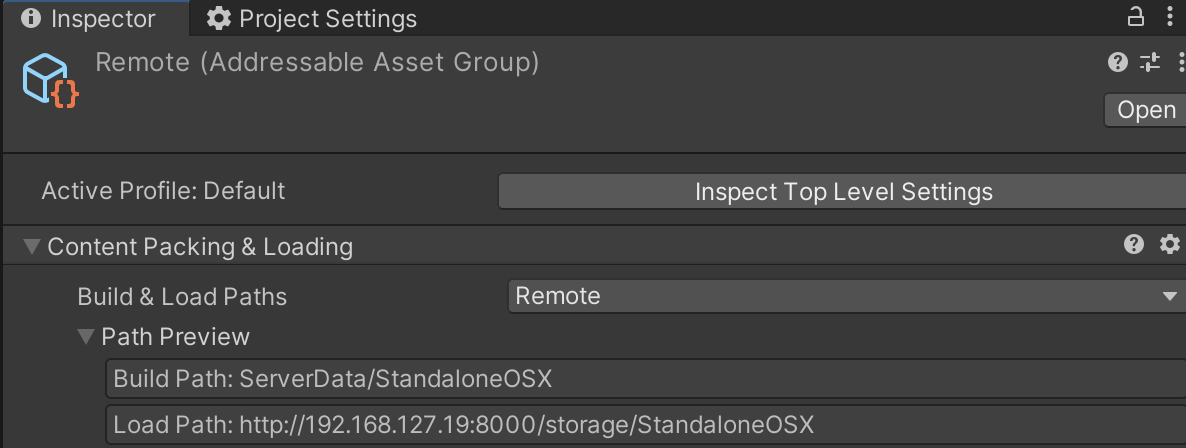 Inspector Project Settings
Remote (Addressable Asset Group)
Open
Active Profile: Default Inspect Top Level Settings
Content Packing & Loading
Build & Load Paths Remote
Path Preview
Build Path: ServerData/StandaloneOSX
Load Path: http://192.168.127.19:8000/storage/StandaloneOSX